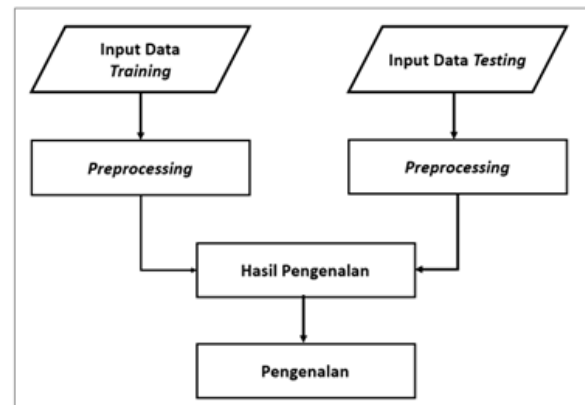 Input Data
Training
Input Data Testing
Preprocessing
Preprocessing
Hasil Pengenalan
Pengenalan